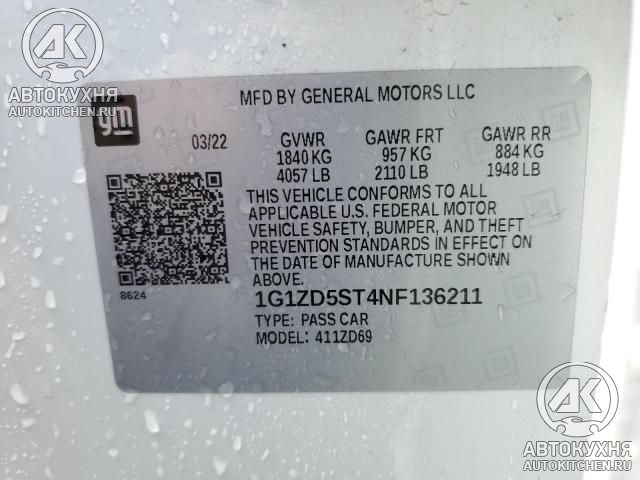 AK
АВТОКУХНЯ
AUTOKITCHEN.RU
gm
MFD BY GENERAL MOTORS LLC
03/22 GVWR GAWR FRT GAWR RR
1840 KG 957 KG 884 KG
4057 LB 2110 LB 1948 LB
THIS VEHICLE CONFORMS TO ALL
APPLICABLE U.S. FEDERAL MOTOR
VEHICLE SAFETY, BUMPER, AND THEFT
PREVENTION STANDARDS IN EFFECT ON
THE DATE OF MANUFACTURE SHOWN
ABOVE.
8624
1G1ZD5ST4NF136211
TYPE: PASS CAR
MODEL: 411ZD69
AK
АВТОКУХНЯ
AUTOKITCHEN.RU